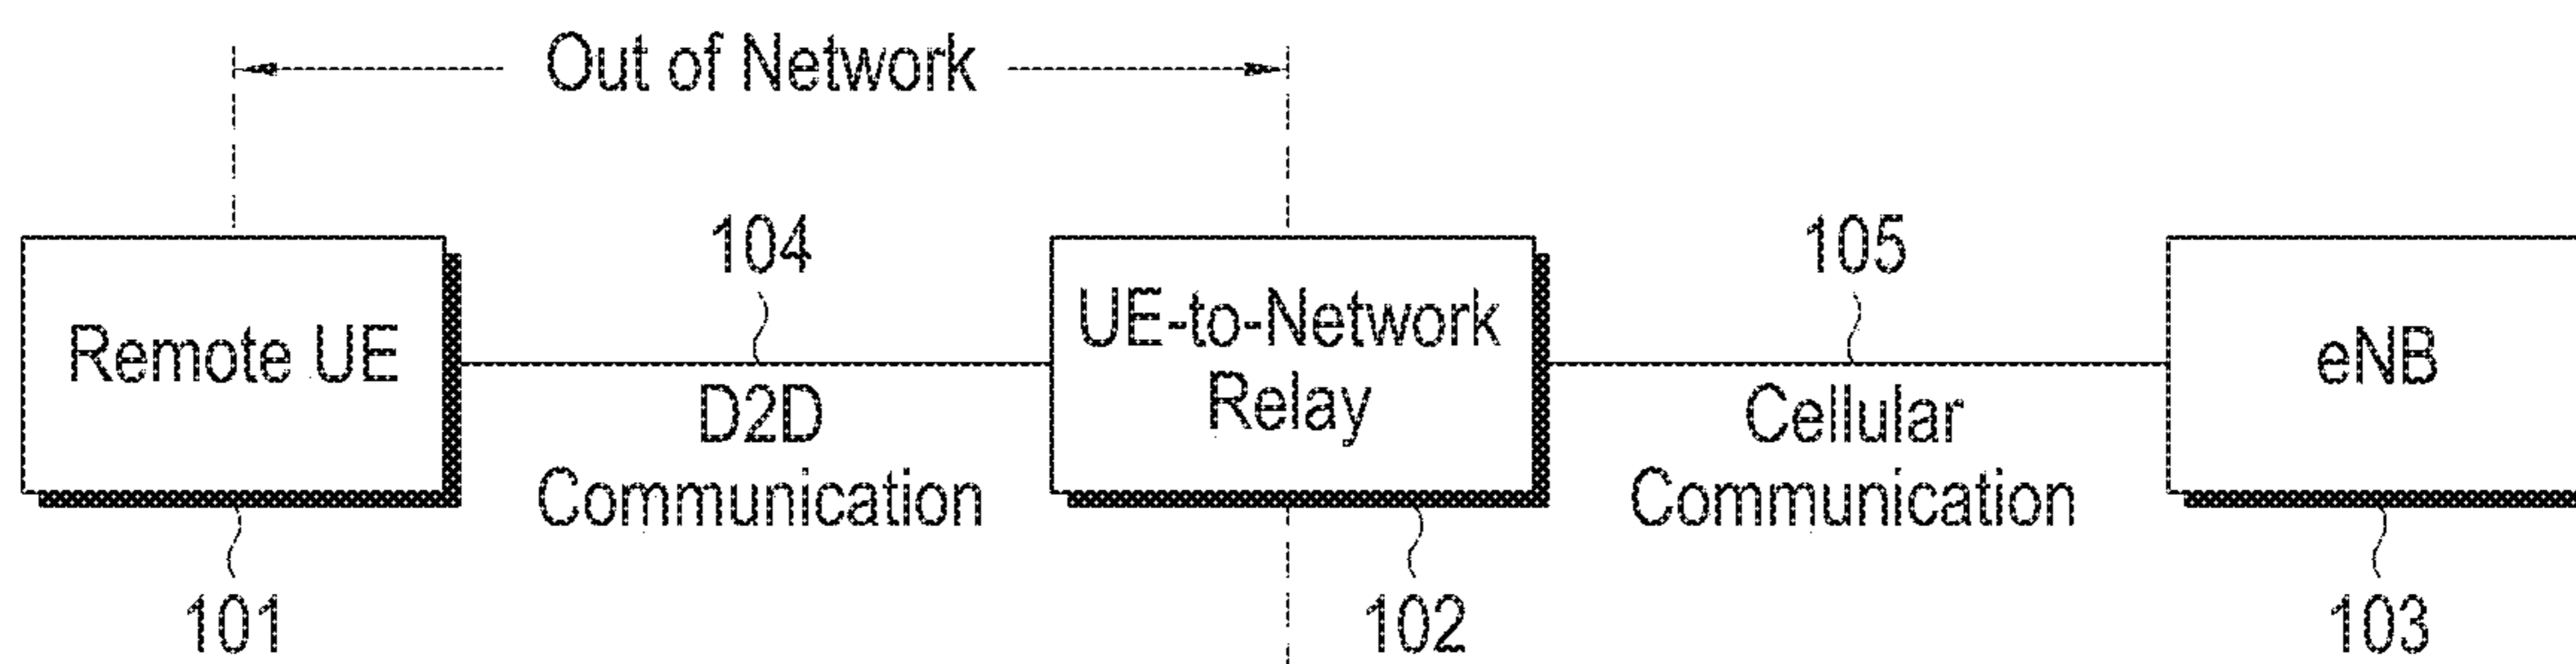 Out of Network
104
105
Remote UE
UE-to-Network
Relay
eNB
D2D
Communication
Cellular
Communication
101
102
103